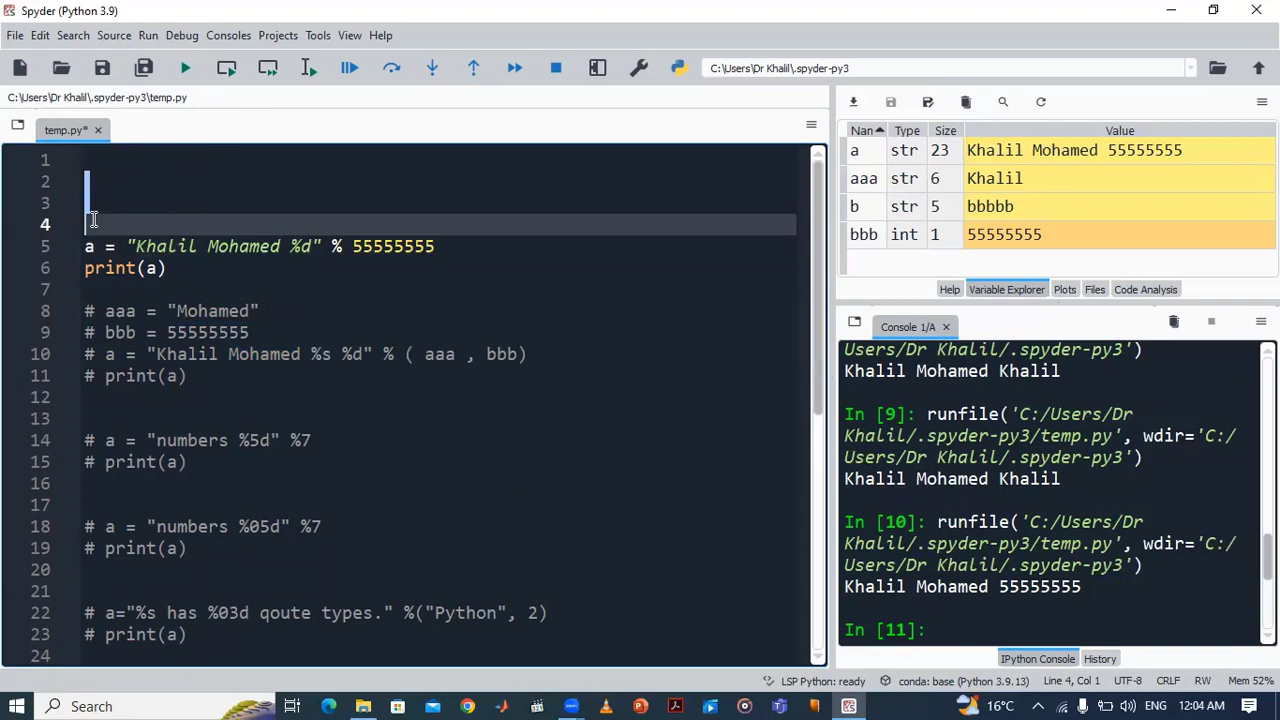 Spyder (Python 3.9)
File Edit Search Source Run Debug Consoles Projects Tools View Help
C:\Users\Dr Khalil\.spyder-py3
C:\Users\Dr Khalil\.spyder-py3\temp.py
temp.py*
1
2
3
4
5 a = "Khalil Mohamed %d" % 55555555
6 print(a)
7
8 # aaa = "Mohamed"
9 # bbb = 55555555
10 # a = "Khalil Mohamed %s %d" % ( aaa , bbb)
11 # print(a)
12
13
14 # a = "numbers %5d" %7
15 # print(a)
16
17
18 # a = "numbers %05d" %7
19 # print(a)
20
21
22 # a="%s has %03d qoute types." %("Python", 2)
23 # print(a)
24
Nan Type Size Value
a str 23 Khalil Mohamed 55555555
aaa str 6 Khalil
b str 5 bbbbb
bbb int 1 55555555
Help Variable Explorer Plots Files Code Analysis
Console 1/A
Users/Dr Khalil/.spyder-py3')
Khalil Mohamed Khalil
In [9]: runfile('C:/Users/Dr
Khalil/.spyder-py3/temp.py', wdir='C:/
Users/Dr Khalil/.spyder-py3')
Khalil Mohamed Khalil
In [10]: runfile('C:/Users/Dr
Khalil/.spyder-py3/temp.py', wdir='C:/
Users/Dr Khalil/.spyder-py3')
Khalil Mohamed 55555555
In [11]:
IPython Console History
LSP Python: ready conda: base (Python 3.9.13) Line 4, Col 1 UTF-8 CRLF RW Mem 52%
Search 16°C ENG 12:04 AM